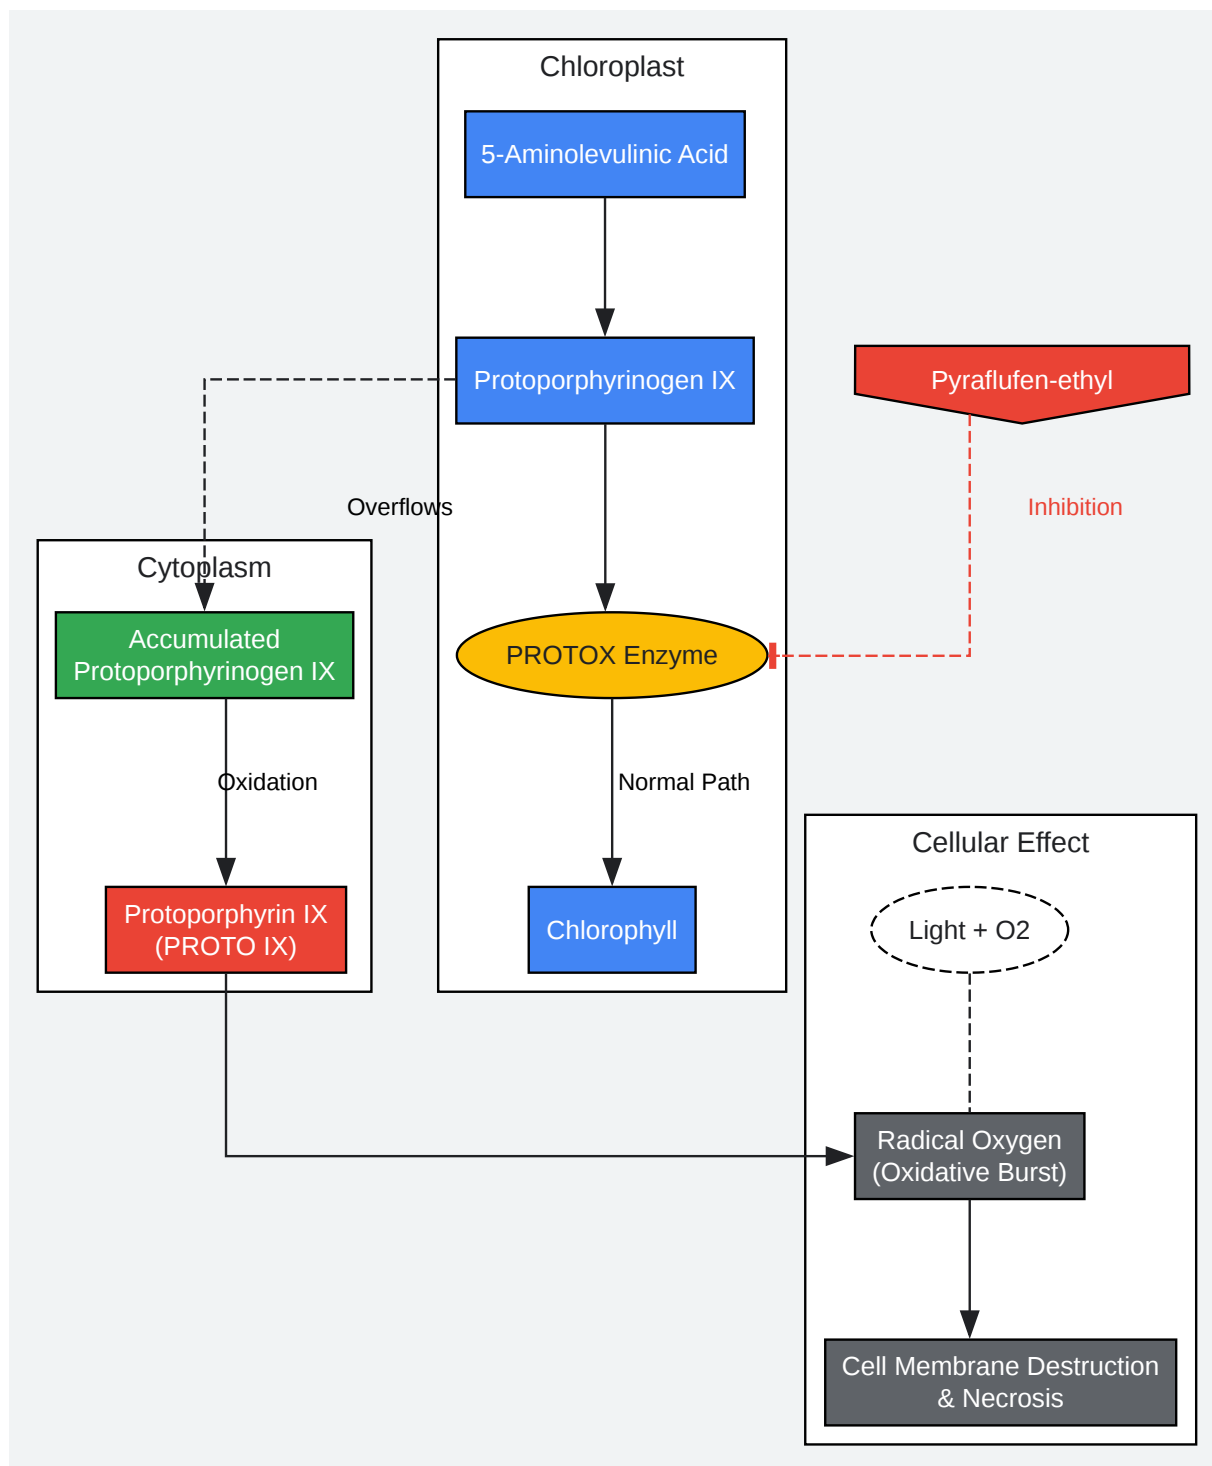 Chloroplast
5-Aminolevulinic Acid
Protoporphyrinogen IX
Pyraflufen-ethyl
Overflows
Inhibition
Cytoplasm
Accumulated
Protoporphyrinogen IX
PROTOX Enzyme
Oxidation
Normal Path
Cellular Effect
Protoporphyrin IX
(PROTO IX)
Chlorophyll
Light + O2
Radical Oxygen
(Oxidative Burst)
Cell Membrane Destruction
& Necrosis